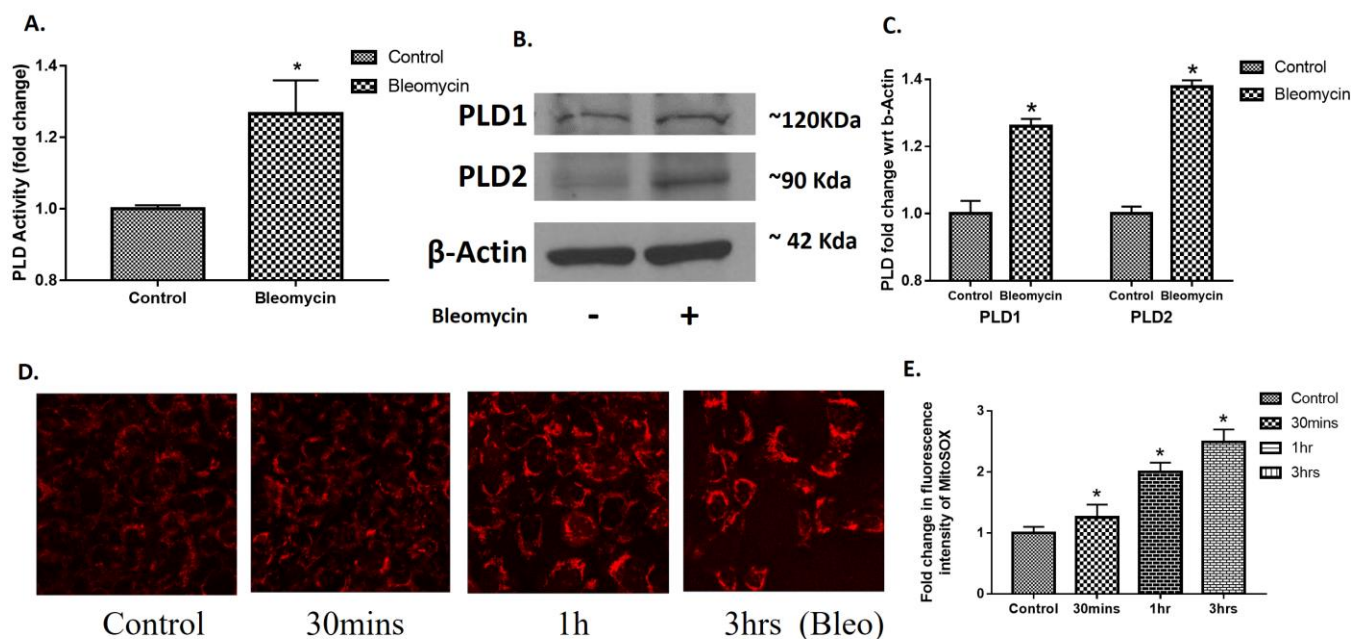 A.
PLD Activity (fold change)
1.4
1.2
1.0
0.8
*
Control
Bleomycin
Control
Bleomycin
B.
PLD1
~120KDa
PLD2
~90 Kda
β-Actin
~ 42 Kda
Bleomycin - +
C.
PLD fold change wrt b-Actin
1.4
1.2
1.0
0.8
*
*
Control
Bleomycin
Control Bleomycin Control Bleomycin
PLD1 PLD2
D.
Control 30mins 1h 3hrs (Bleo)
E.
Fold change in fluorescence
intensity of MitoSOX
3
2
1
0
*
*
*
Control
30mins
1hr
3hrs
Control 30mins 1hr 3hrs